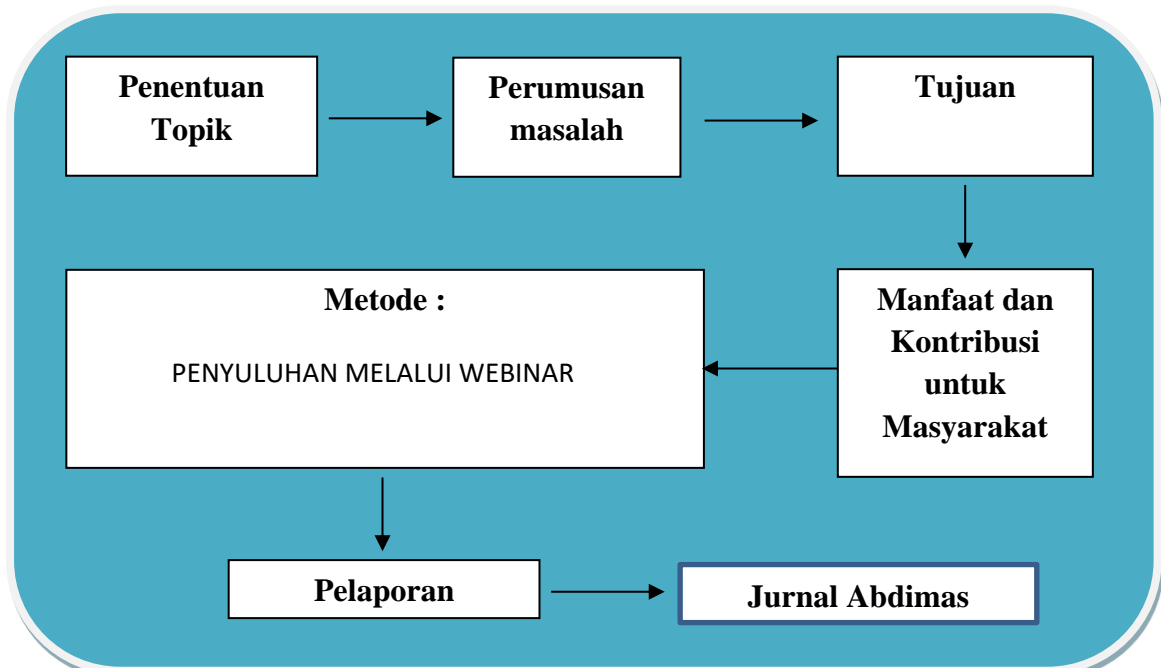 Penentuan
Topik
Perumusan
masalah
Tujuan
Manfaat dan
Kontribusi
untuk
Masyarakat
Metode :
PENYULUHAN MELALUI WEBINAR
Pelaporan
Jurnal Abdimas